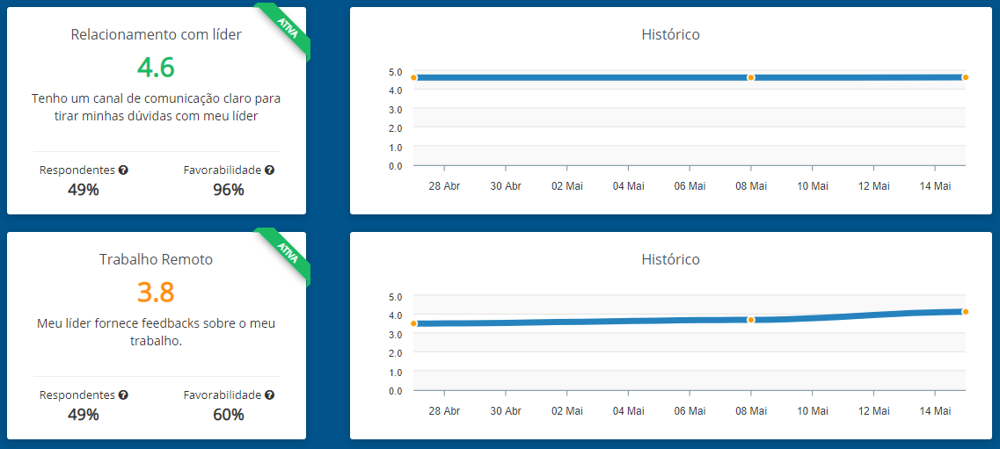 Relacionamento com líder
ATIVA
4.6
Tenho um canal de comunicação claro para
tirar minhas dúvidas com meu líder
Respondentes ?
Favorabilidade ?
49%
96%
Histórico
5.0
4.0
3.0
2.0
1.0
0.0
28 Abr
30 Abr
02 Mai
04 Mai
06 Mai
08 Mai
10 Mai
12 Mai
14 Mai
Trabalho Remoto
ATIVA
3.8
Meu líder fornece feedbacks sobre o meu
trabalho.
Respondentes ?
Favorabilidade ?
49%
60%
Histórico
5.0
4.0
3.0
2.0
1.0
0.0
28 Abr
30 Abr
02 Mai
04 Mai
06 Mai
08 Mai
10 Mai
12 Mai
14 Mai